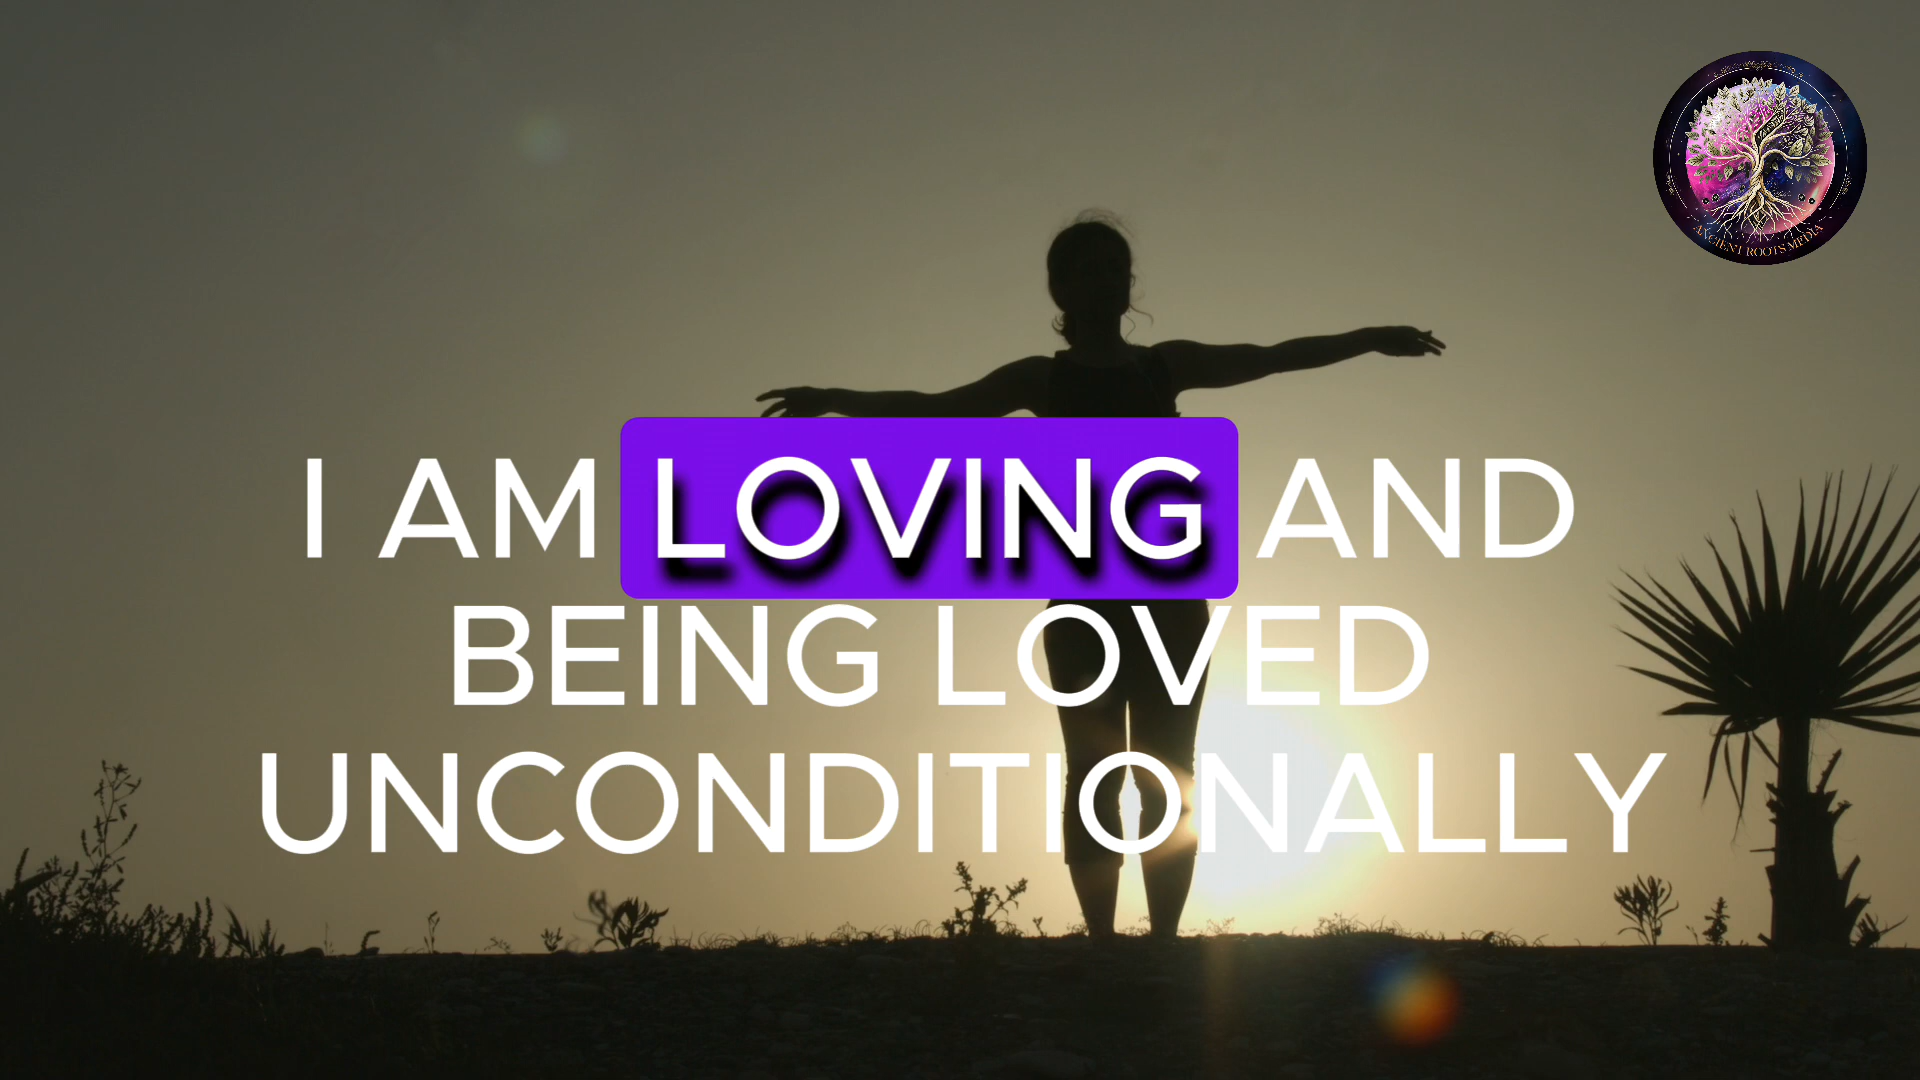 ANCIENT ROOTS MEDIA
I AM LOVING AND
BEING LOVED
UNCONDITIONALLY